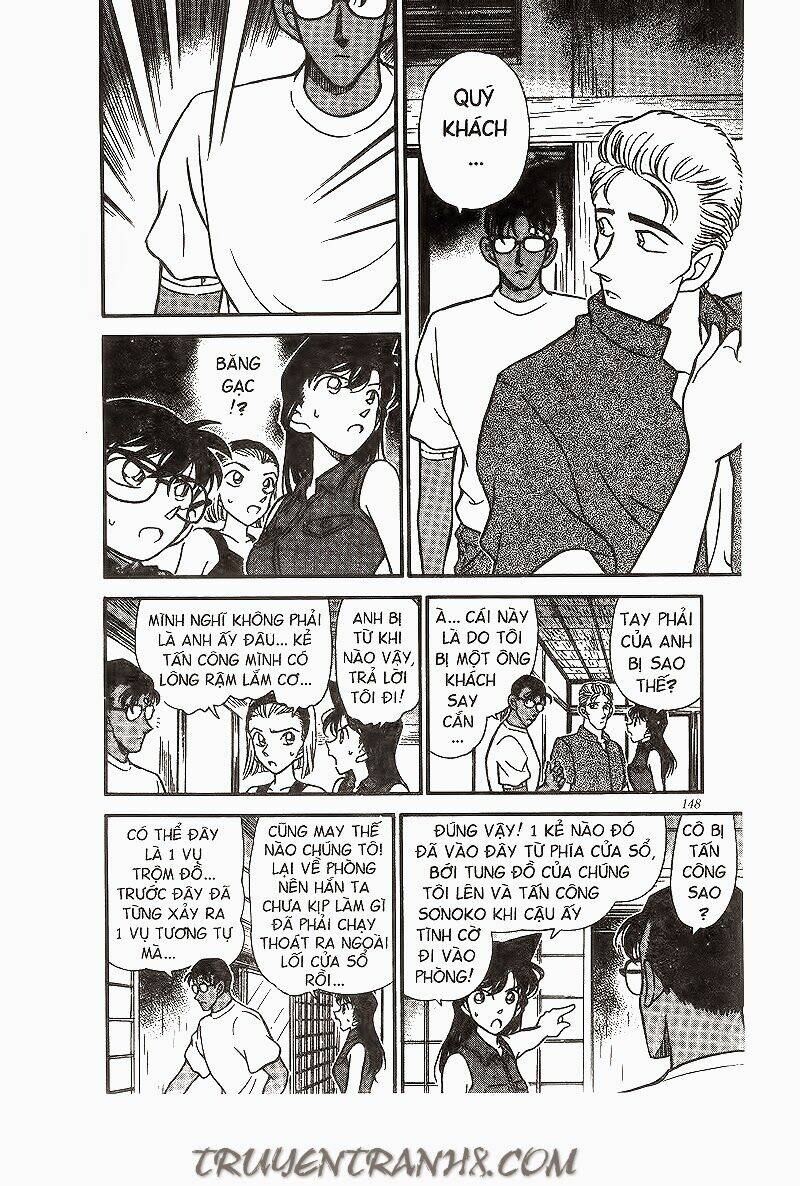 QUÝ
KHÁCH
...
BĂNG
GẠC
!?
TAY PHẢI
CỦA ANH
BỊ SAO
THẾ?
À... CÁI NÀY
LÀ DO TÔI
BỊ MỘT ÔNG
KHÁCH
SAY
CẮN
...
ANH BỊ
TỪ KHI
NÀO VẬY,
TRẢ LỜI
TÔI ĐI!
MÌNH NGHĨ KHÔNG PHẢI
LÀ ANH ẤY ĐÂU... KẺ
TẤN CÔNG MÌNH CÓ
LÔNG RẬM LẮM CƠ...
148
CÔ BỊ
TẤN
CÔNG
SAO
?
ĐÚNG VẬY! 1 KẺ NÀO ĐÓ
ĐÃ VÀO ĐÂY TỪ PHÍA CỬA SỔ,
BỚI TUNG ĐỒ CỦA CHÚNG
TÔI LÊN VÀ TẤN CÔNG
SONOKO KHI CẬU ẤY
TÌNH CỜ
ĐI VÀO
PHÒNG!
CŨNG MAY THẾ
NÀO CHÚNG TÔI
LẠI VỀ PHÒNG
NÊN HẮN TA
CHƯA KỊP LÀM GÌ
ĐÃ PHẢI CHẠY
THOÁT RA NGOÀI
LỐI CỬA SỔ
RỒI...
CÓ THỂ ĐÂY
LÀ 1 VỤ
TRỘM ĐỒ...
TRƯỚC ĐÂY ĐÃ
TỪNG XẢY RA
1 VỤ TƯƠNG TỰ
MÀ...
TRUYENTRANH8.COM